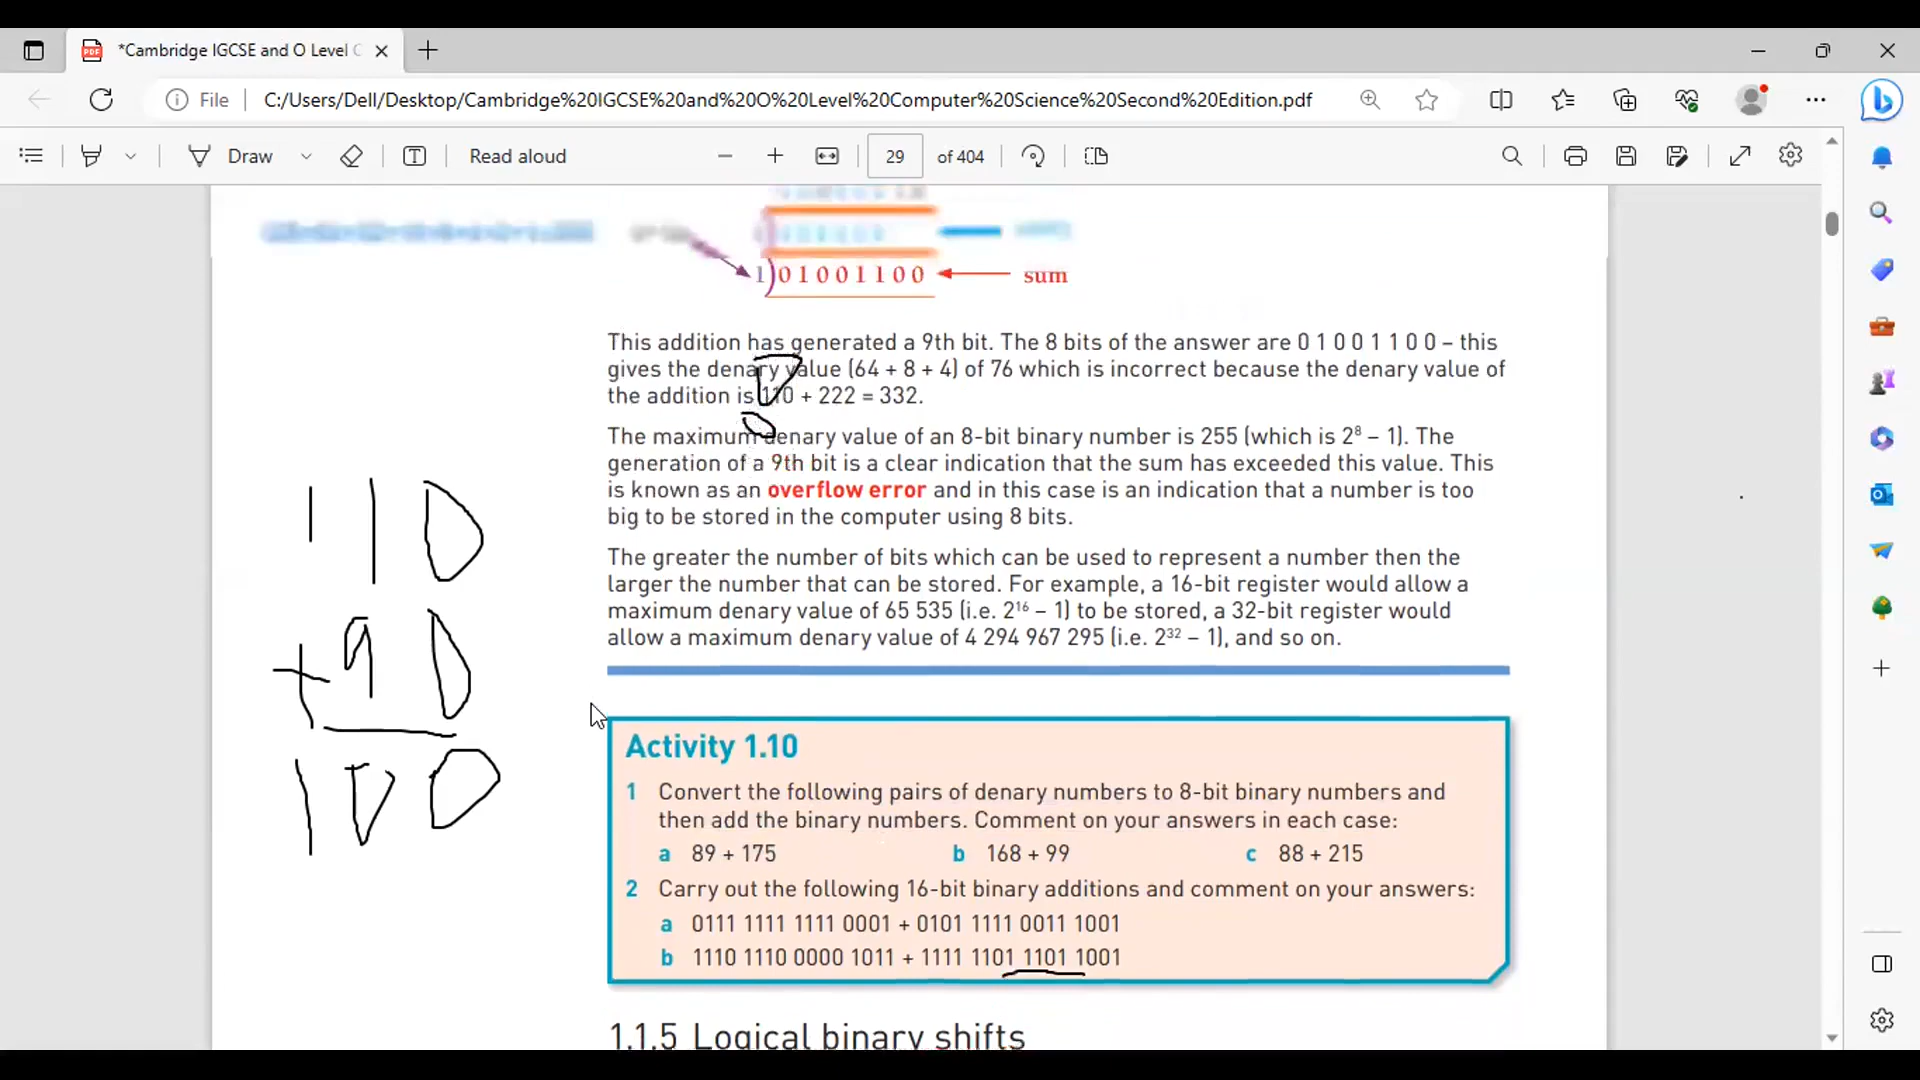 *Cambridge IGCSE and O Level C
File C:/Users/Dell/Desktop/Cambridge%20IGCSE%20and%20O%20Level%20Computer%20Science%20Second%20Edition.pdf
Draw Read aloud 29 of 404
1 0 1 0 0 1 1 0 0 sum
This addition has generated a 9th bit. The 8 bits of the answer are 0 1 0 0 1 1 0 0 – this
gives the denary value (64 + 8 + 4) of 76 which is incorrect because the denary value of
the addition is 110 + 222 = 332.
The maximum denary value of an 8-bit binary number is 255 (which is 2⁸ – 1). The
generation of a 9th bit is a clear indication that the sum has exceeded this value. This
is known as an overflow error and in this case is an indication that a number is too
big to be stored in the computer using 8 bits.
The greater the number of bits which can be used to represent a number then the
larger the number that can be stored. For example, a 16-bit register would allow a
maximum denary value of 65 535 (i.e. 2¹⁶ – 1) to be stored, a 32-bit register would
allow a maximum denary value of 4 294 967 295 (i.e. 2³² – 1), and so on.
1 1 0
+ 9 0
1 0 0
Activity 1.10
1 Convert the following pairs of denary numbers to 8-bit binary numbers and
then add the binary numbers. Comment on your answers in each case:
a 89 + 175 b 168 + 99 c 88 + 215
2 Carry out the following 16-bit binary additions and comment on your answers:
a 0111 1111 1111 0001 + 0101 1111 0011 1001
b 1110 1110 0000 1011 + 1111 1101 1101 1001
1.1.5 Logical binary shifts